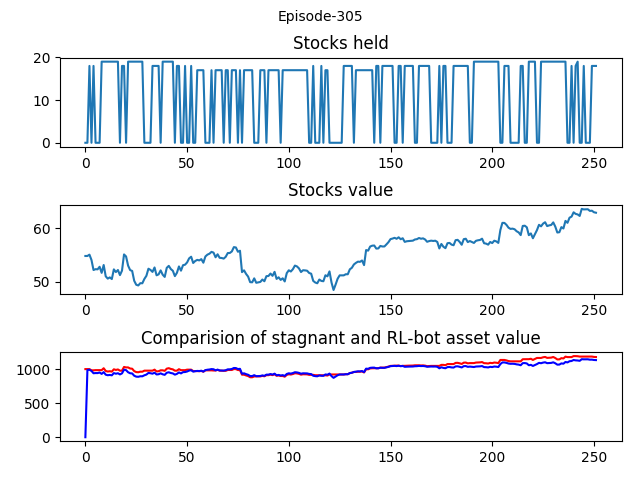 Episode-305
Stocks held
20
10
0
0 50 100 150 200 250
Stocks value
60
50
0 50 100 150 200 250
Comparision of stagnant and RL-bot asset value
1000
500
0
0 50 100 150 200 250